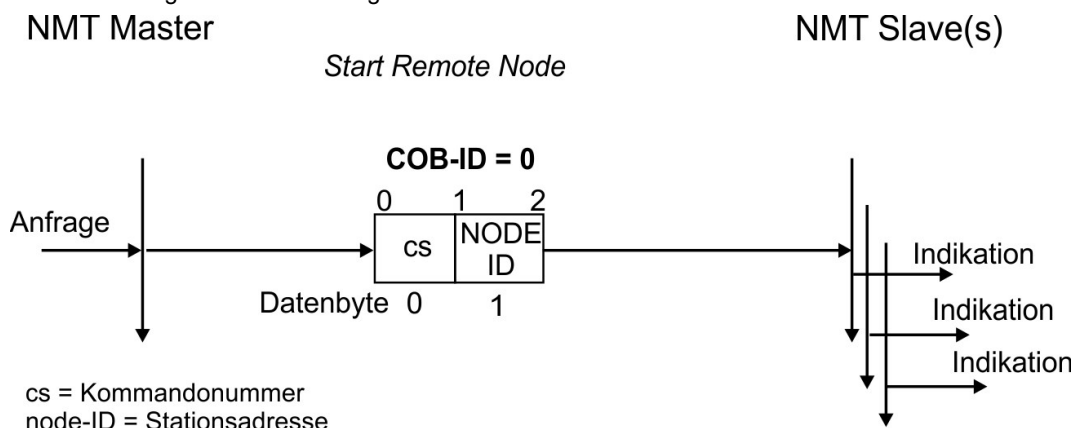 NMT Master
NMT Slave(s)
Start Remote Node
COB-ID = 0
0 1 2
Anfrage
cs
NODE
ID
Datenbyte 0 1
Indikation
Indikation
Indikation
cs = Kommandonummer
node-ID = Stationsadresse